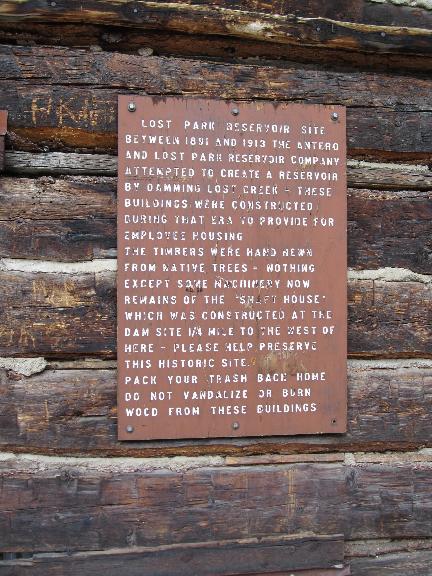 LOST PARK RESERVOIR SITE
BETWEEN 1891 AND 1913 THE ANTERO
AND LOST PARK RESERVOIR COMPANY
ATTEMPTED TO CREATE A RESERVOIR
BY DAMMING LOST CREEK - THESE
BUILDINGS WERE CONSTRUCTED
DURING THAT ERA TO PROVIDE FOR
EMPLOYEE HOUSING
THE TIMBERS WERE HAND HEWN
FROM NATIVE TREES - NOTHING
EXCEPT SOME MACHINERY NOW
REMAINS OF THE "SHAFT HOUSE"
WHICH WAS CONSTRUCTED AT THE
DAM SITE 1/4 MILE TO THE WEST OF
HERE - PLEASE HELP PRESERVE
THIS HISTORIC SITE.
PACK YOUR TRASH BACK HOME
DO NOT VANDALIZE OR BURN
WOOD FROM THESE BUILDINGS